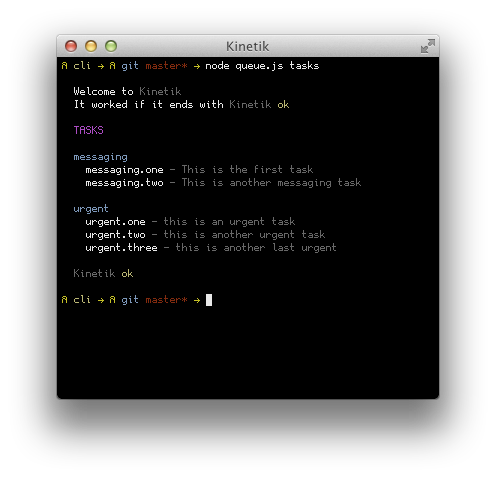 Kinetik
A cli → A git master* → node queue.js tasks
Welcome to Kinetik
It worked if it ends with Kinetik ok
TASKS
messaging
messaging.one - This is the first task
messaging.two - This is another messaging task
urgent
urgent.one - this is an urgent task
urgent.two - this is another urgent task
urgent.three - this is another last urgent
Kinetik ok
A cli → A git master* →